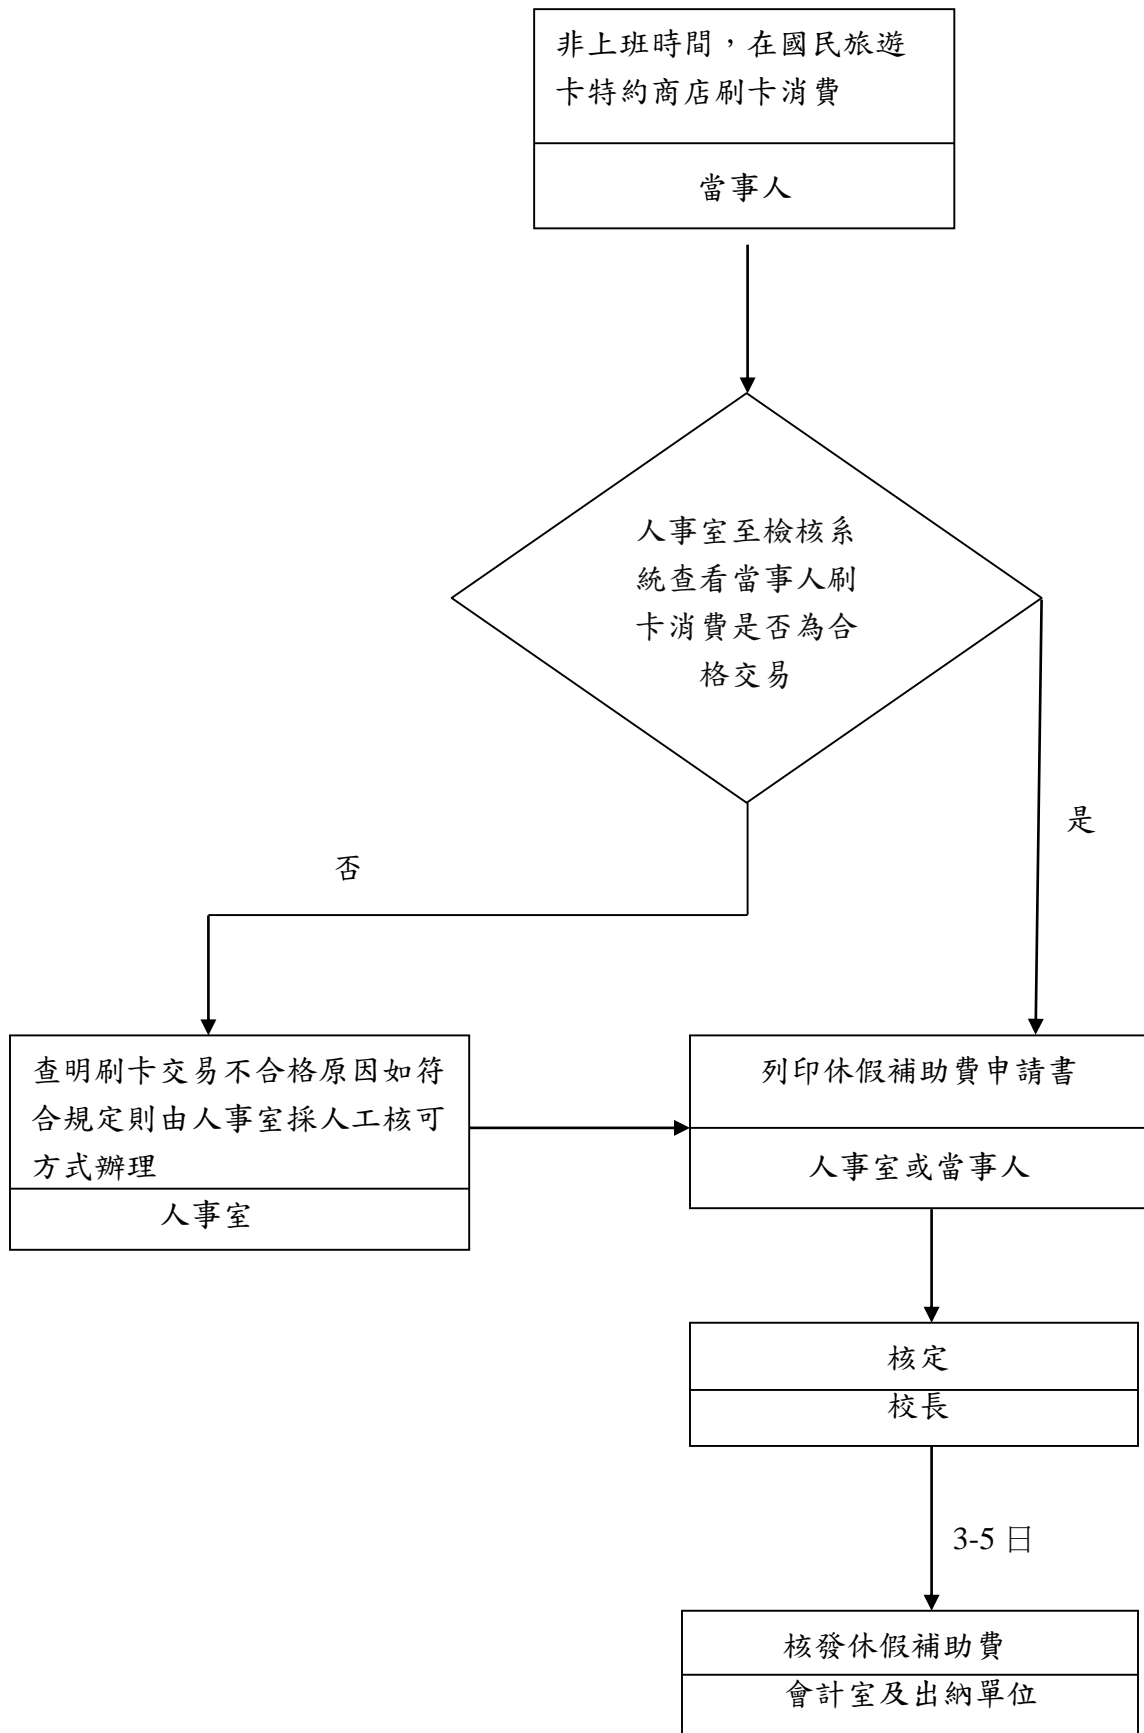 非上班時間，在國民旅遊
卡特約商店刷卡消費
當事人
人事室至檢核系
統查看當事人刷
卡消費是否為合
格交易
是
否
查明刷卡交易不合格原因如符
合規定則由人事室採人工核可
方式辦理
人事室
列印休假補助費申請書
人事室或當事人
核定
校長
3-5 日
核發休假補助費
會計室及出納單位